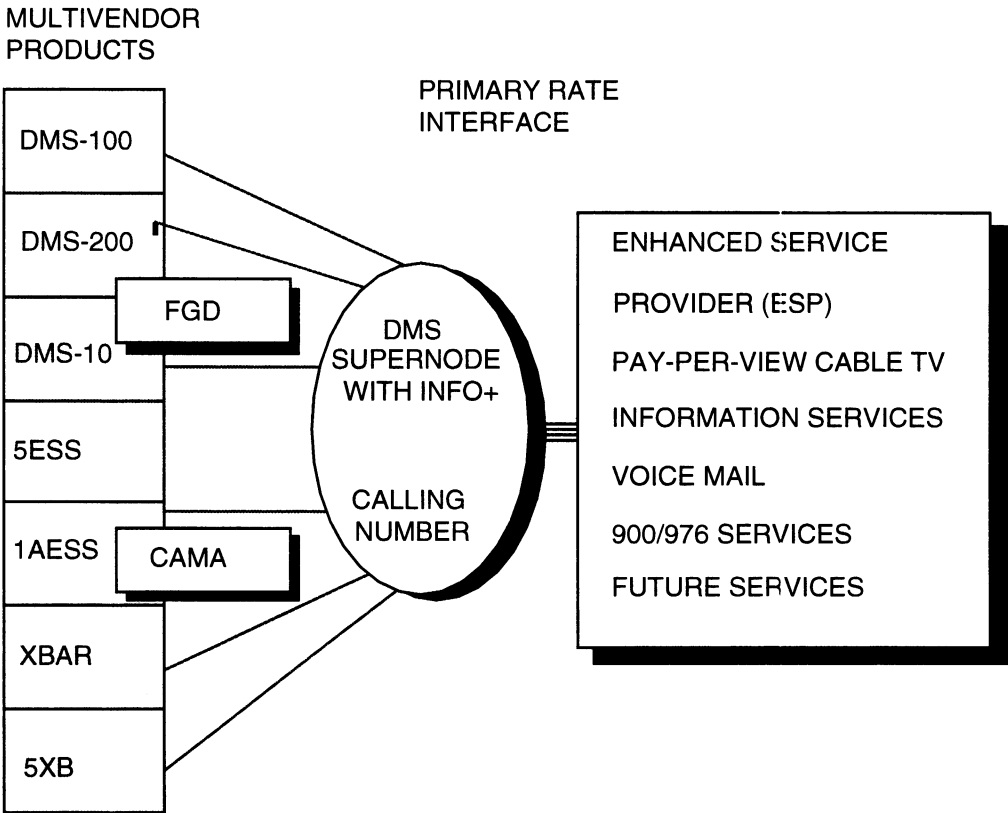 MULTIVENDOR
PRODUCTS
PRIMARY RATE
INTERFACE
DMS-100
DMS-200
FGD
DMS-10
5ESS
1AESS
CAMA
XBAR
5XB
DMS
SUPERNODE
WITH INFO+
CALLING
NUMBER
ENHANCED SERVICE
PROVIDER (ESP)
PAY-PER-VIEW CABLE TV
INFORMATION SERVICES
VOICE MAIL
900/976 SERVICES
FUTURE SERVICES